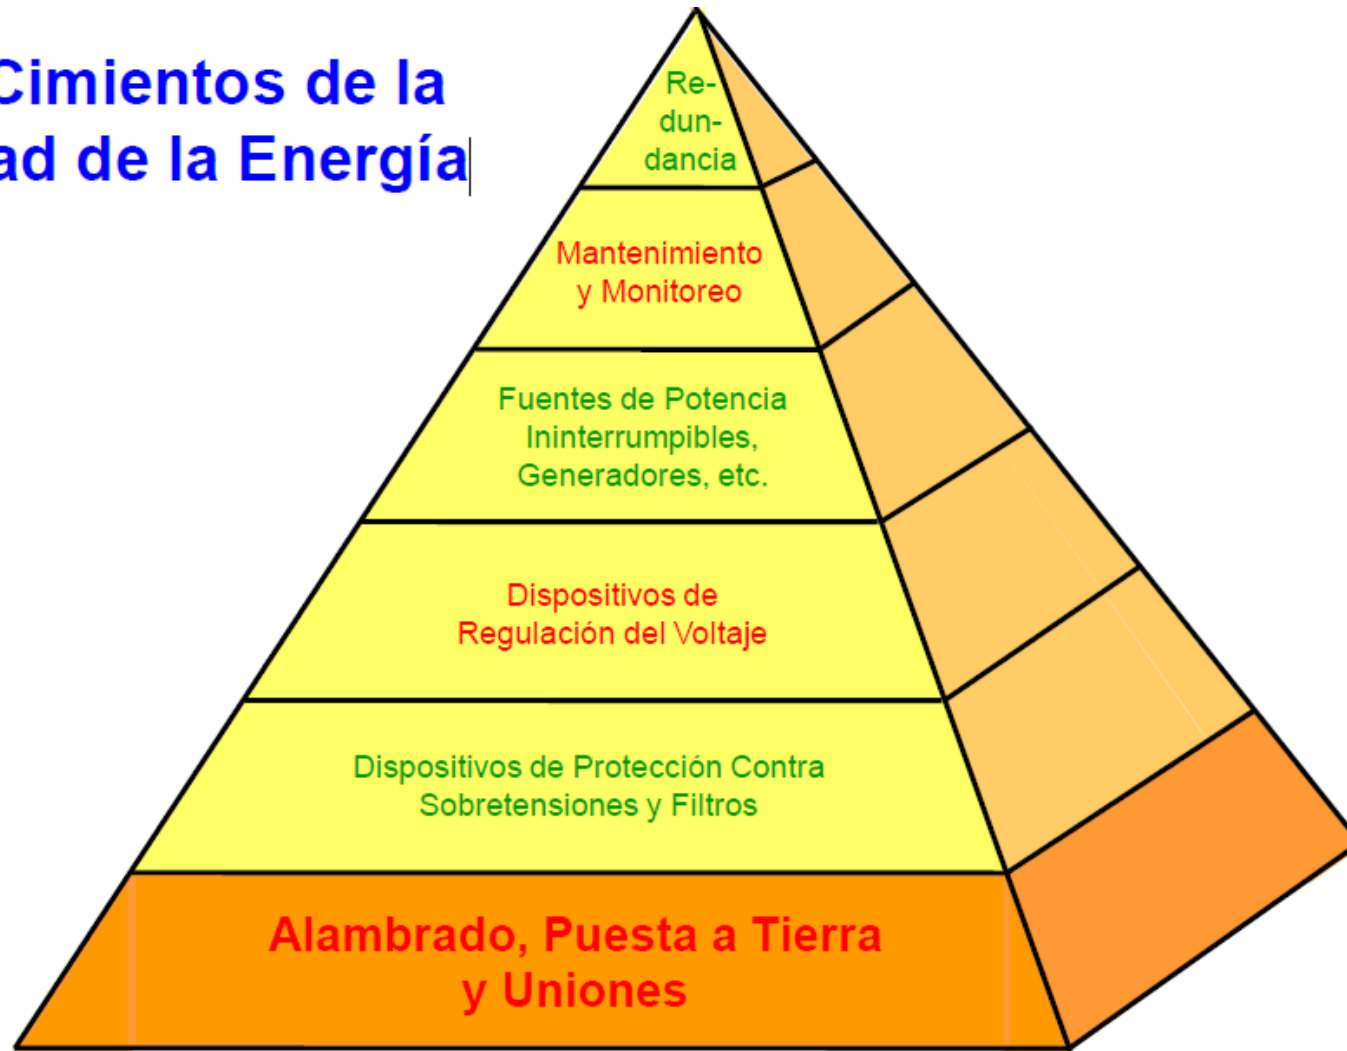 Cimientos de la
ad de la Energía
Re-
dun-
dancia
Mantenimiento
y Monitoreo
Fuentes de Potencia
Ininterrumpibles,
Generadores, etc.
Dispositivos de
Regulación del Voltaje
Dispositivos de Protección Contra
Sobretensiones y Filtros
Alambrado, Puesta a Tierra
y Uniones